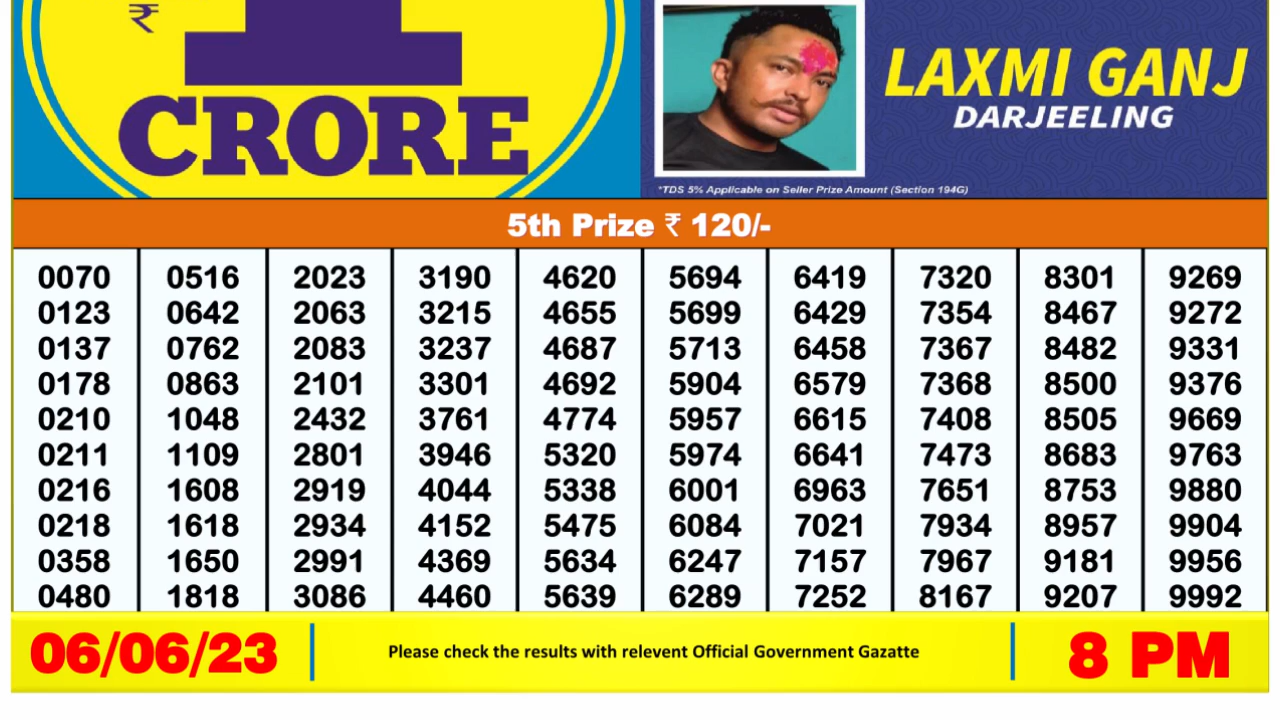 ₹ 1
CRORE
LAXMI GANJ
DARJEELING
*TDS 5% Applicable on Seller Prize Amount (Section 194G)
5th Prize ₹ 120/-
0070 0516 2023 3190 4620 5694 6419 7320 8301 9269
0123 0642 2063 3215 4655 5699 6429 7354 8467 9272
0137 0762 2083 3237 4687 5713 6458 7367 8482 9331
0178 0863 2101 3301 4692 5904 6579 7368 8500 9376
0210 1048 2432 3761 4774 5957 6615 7408 8505 9669
0211 1109 2801 3946 5320 5974 6641 7473 8683 9763
0216 1608 2919 4044 5338 6001 6963 7651 8753 9880
0218 1618 2934 4152 5475 6084 7021 7934 8957 9904
0358 1650 2991 4369 5634 6247 7157 7967 9181 9956
0480 1818 3086 4460 5639 6289 7252 8167 9207 9992
06/06/23
Please check the results with relevent Official Government Gazatte
8 PM